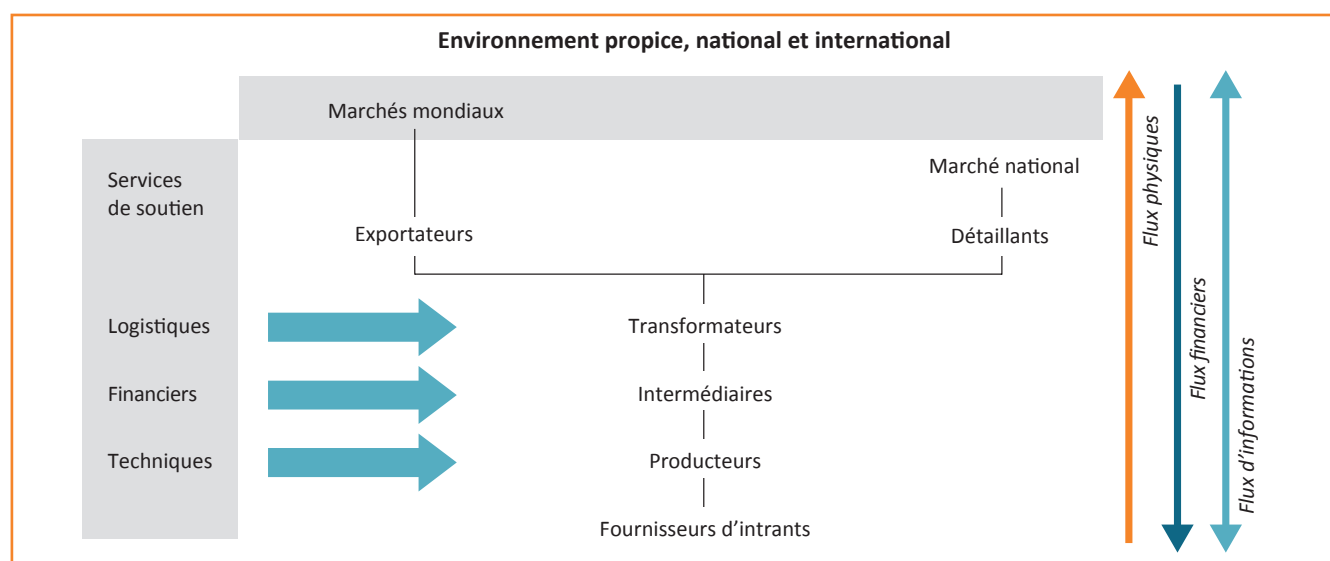 Environnement propice, national et international
Marchés mondiaux
Marché national
Services
de soutien
Exportateurs
Détaillants
Logistiques
Transformateurs
Financiers
Intermédiaires
Techniques
Producteurs
Fournisseurs d’intrants
Flux physiques
Flux financiers
Flux d’informations